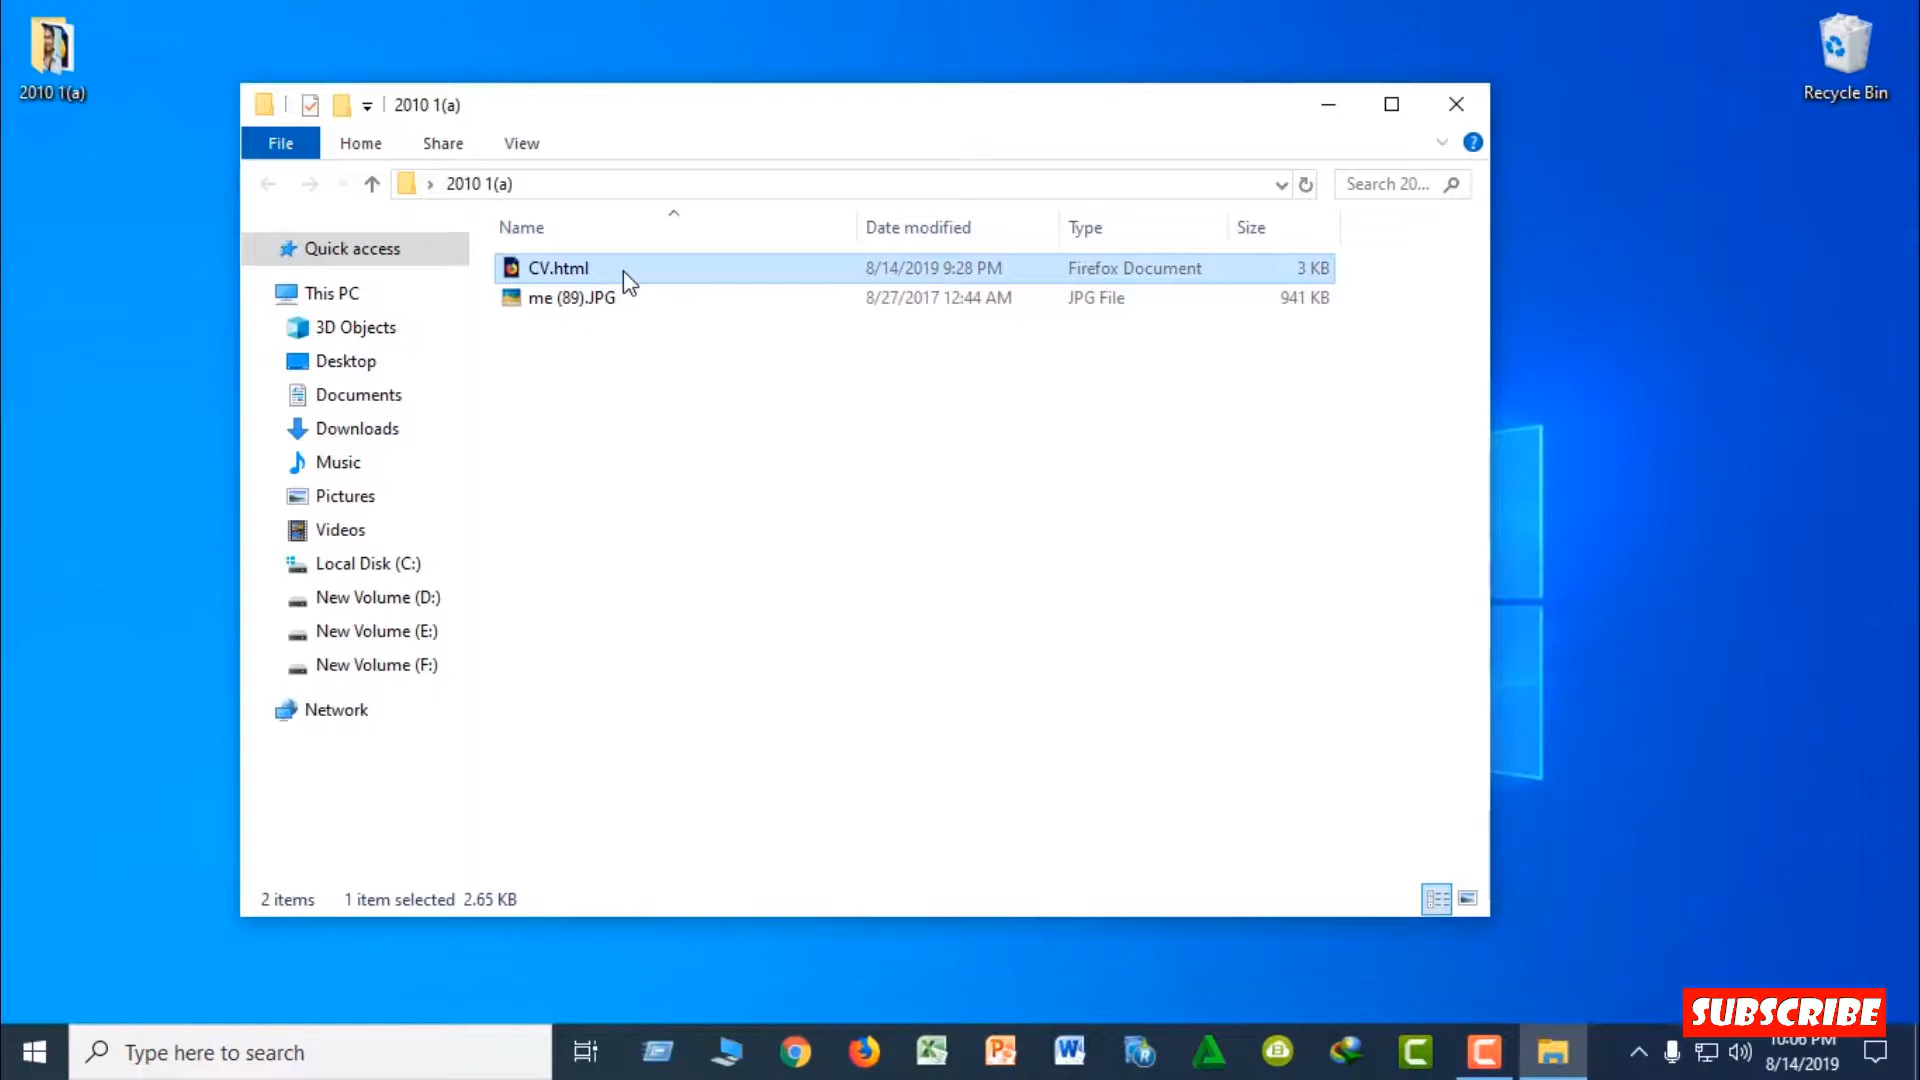 2010 1(a)
Recycle Bin
2010 1(a)
File Home Share View
2010 1(a)
Search 20...
Name Date modified Type Size
Quick access
CV.html 8/14/2019 9:28 PM Firefox Document 3 KB
me (89).JPG 8/27/2017 12:44 AM JPG File 941 KB
This PC
3D Objects
Desktop
Documents
Downloads
Music
Pictures
Videos
Local Disk (C:)
New Volume (D:)
New Volume (E:)
New Volume (F:)
Network
2 items 1 item selected 2.65 KB
SUBSCRIBE
Type here to search
10:06 PM
8/14/2019